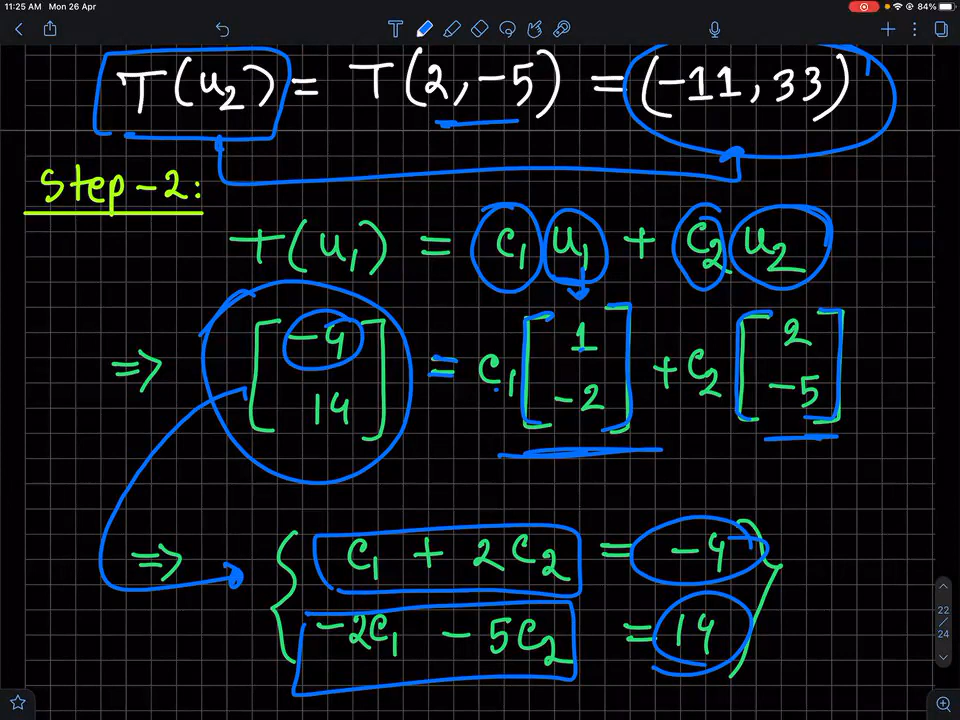 11:25 AM Mon 26 Apr
84%
T(u₂) = T(2,-5) = (-11,33)
Step-2:
T(u₁) = c₁ u₁ + c₂ u₂
=> [-4 14] = c₁ [1 -2] + c₂ [2 -5]
=> { c₁ + 2c₂ = -4
-2c₁ - 5c₂ = 14 }
22
/
24